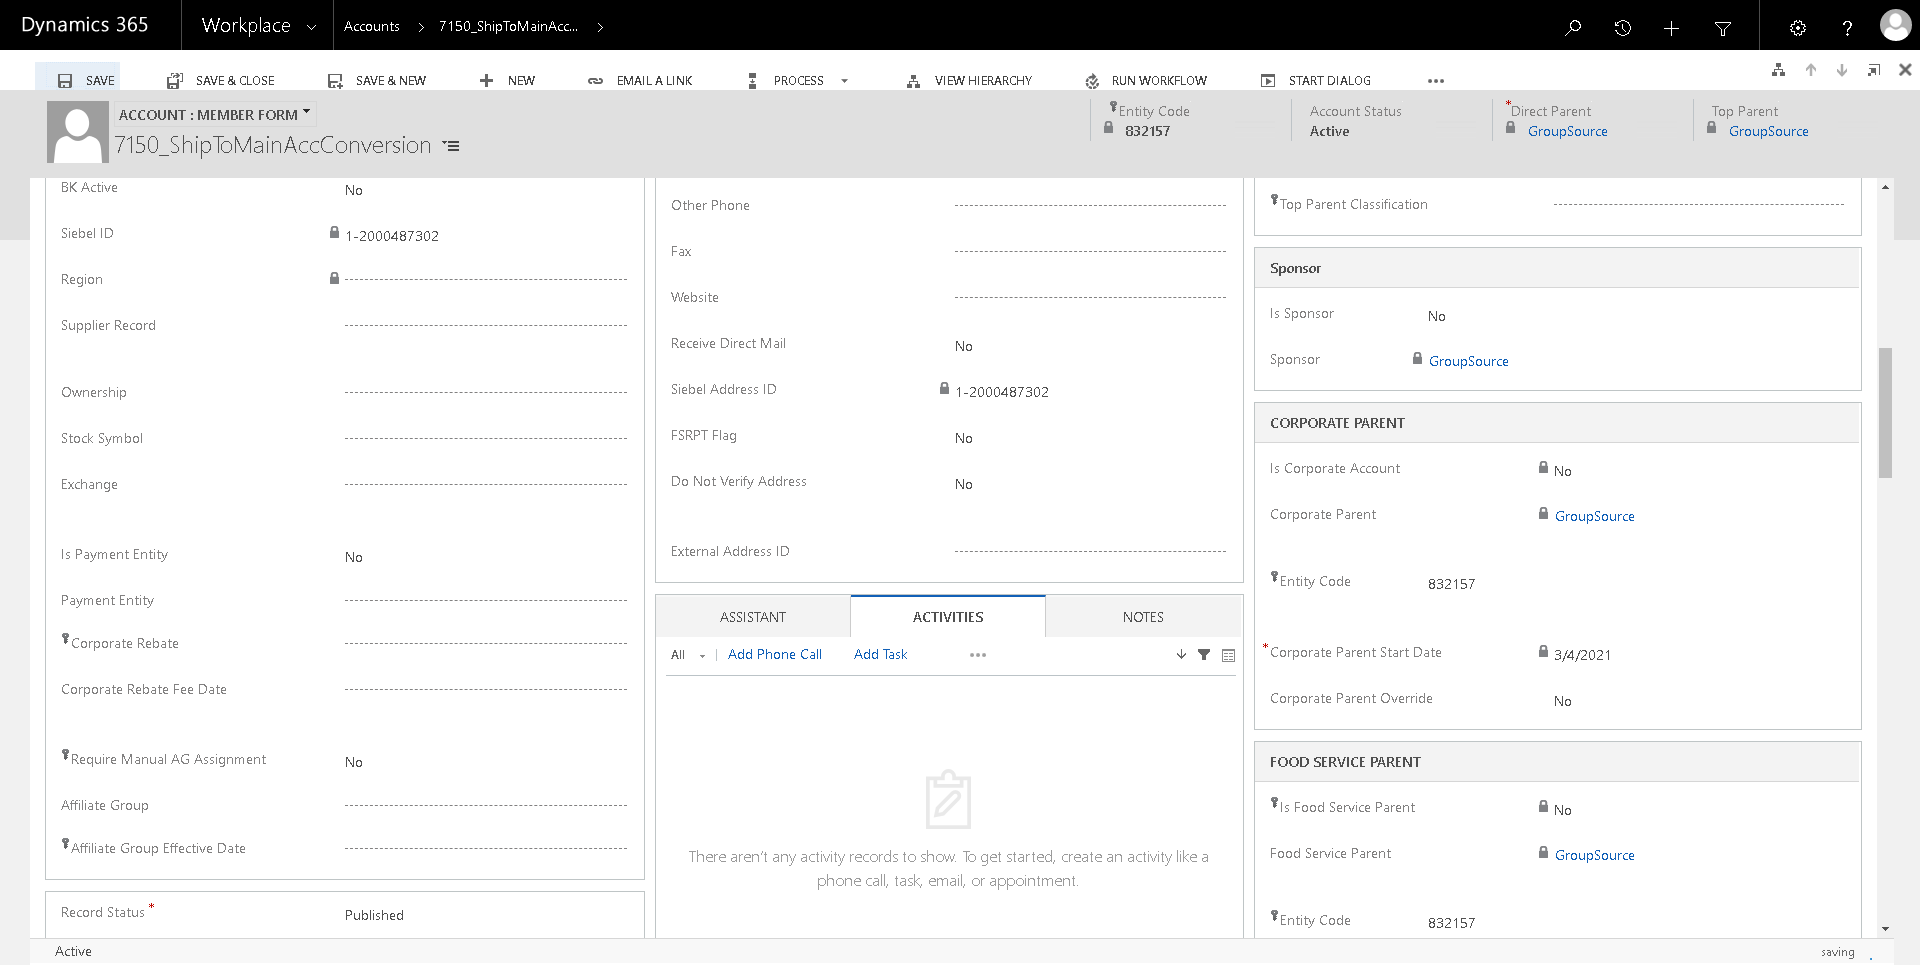 Dynamics 365
Workplace
Accounts
7150_ShipToMainAcc...
?
SAVE
SAVE & CLOSE
SAVE & NEW
NEW
EMAIL A LINK
PROCESS
VIEW HIERARCHY
RUN WORKFLOW
START DIALOG
ACCOUNT : MEMBER FORM
7150_ShipToMainAccConversion
Entity Code
832157
Account Status
Active
*Direct Parent
GroupSource
Top Parent
GroupSource
BK Active No
Siebel ID 1-2000487302
Region
Supplier Record
Ownership
Stock Symbol
Exchange
Is Payment Entity No
Payment Entity
Corporate Rebate
Corporate Rebate Fee Date
Require Manual AG Assignment No
Affiliate Group
Affiliate Group Effective Date
Record Status * Published
Other Phone
Fax
Website
Receive Direct Mail No
Siebel Address ID 1-2000487302
FSRPT Flag No
Do Not Verify Address No
External Address ID
ASSISTANT
ACTIVITIES
NOTES
All
Add Phone Call
Add Task
There aren't any activity records to show. To get started, create an activity like a
phone call, task, email, or appointment.
Top Parent Classification
Sponsor
Is Sponsor No
Sponsor GroupSource
CORPORATE PARENT
Is Corporate Account No
Corporate Parent GroupSource
Entity Code 832157
*Corporate Parent Start Date 3/4/2021
Corporate Parent Override No
FOOD SERVICE PARENT
Is Food Service Parent No
Food Service Parent GroupSource
Entity Code 832157
Active
saving